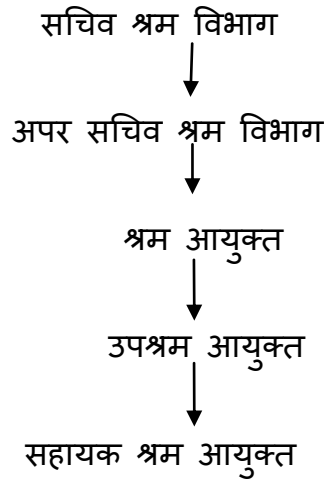 सचिव श्रम विभाग
अपर सचिव श्रम विभाग
श्रम आयुक्त
उपश्रम आयुक्त
सहायक श्रम आयुक्त